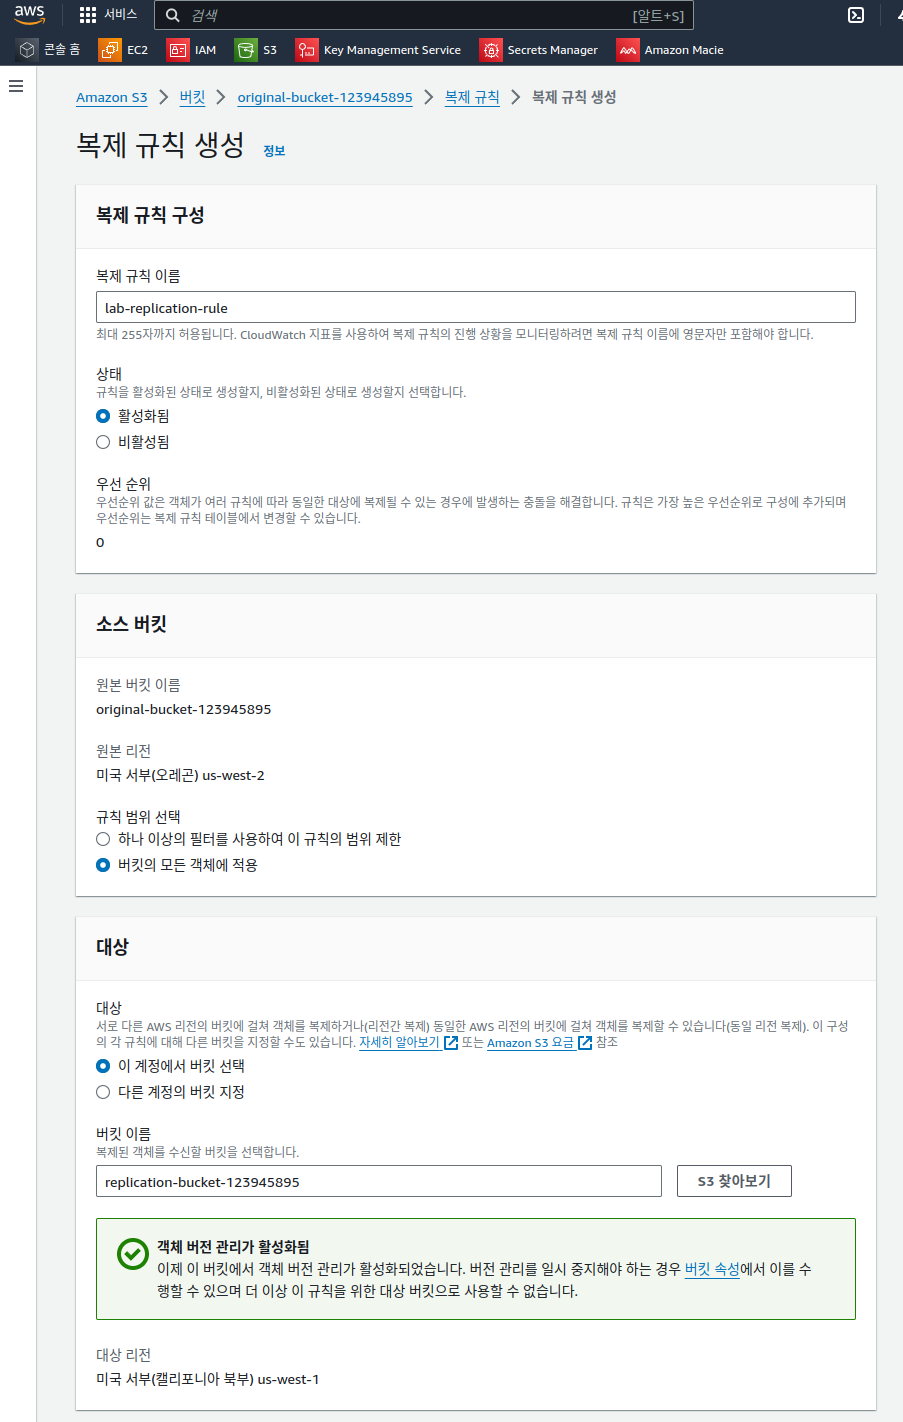 aws
서비스
검색
[알트+S]
콘솔 홈
EC2
IAM
S3
Key Management Service
Secrets Manager
Amazon Macie
Amazon S3 > 버킷 > original-bucket-123945895 > 복제 규칙 > 복제 규칙 생성
복제 규칙 생성 정보
복제 규칙 구성
복제 규칙 이름
lab-replication-rule
최대 255자까지 허용됩니다. CloudWatch 지표를 사용하여 복제 규칙의 진행 상황을 모니터링하려면 복제 규칙 이름에 영문자만 포함해야 합니다.
상태
규칙을 활성화된 상태로 생성할지, 비활성화된 상태로 생성할지 선택합니다.
활성화됨
비활성됨
우선 순위
우선순위 값은 객체가 여러 규칙에 따라 동일한 대상에 복제될 수 있는 경우에 발생하는 충돌을 해결합니다. 규칙은 가장 높은 우선순위로 구성에 추가되며
우선순위는 복제 규칙 테이블에서 변경할 수 있습니다.
0
소스 버킷
원본 버킷 이름
original-bucket-123945895
원본 리전
미국 서부(오레곤) us-west-2
규칙 범위 선택
하나 이상의 필터를 사용하여 이 규칙의 범위 제한
버킷의 모든 객체에 적용
대상
대상
서로 다른 AWS 리전의 버킷에 걸쳐 객체를 복제하거나(리전간 복제) 동일한 AWS 리전의 버킷에 걸쳐 객체를 복제할 수 있습니다(동일 리전 복제). 이 구성
의 각 규칙에 대해 다른 버킷을 지정할 수도 있습니다. 자세히 알아보기 또는 Amazon S3 요금 참조
이 계정에서 버킷 선택
다른 계정의 버킷 지정
버킷 이름
복제된 객체를 수신할 버킷을 선택합니다.
replication-bucket-123945895
S3 찾아보기
객체 버전 관리가 활성화됨
이제 이 버킷에서 객체 버전 관리가 활성화되었습니다. 버전 관리를 일시 중지해야 하는 경우 버킷 속성에서 이를 수
행할 수 있으며 더 이상 이 규칙을 위한 대상 버킷으로 사용할 수 없습니다.
대상 리전
미국 서부(캘리포니아 북부) us-west-1